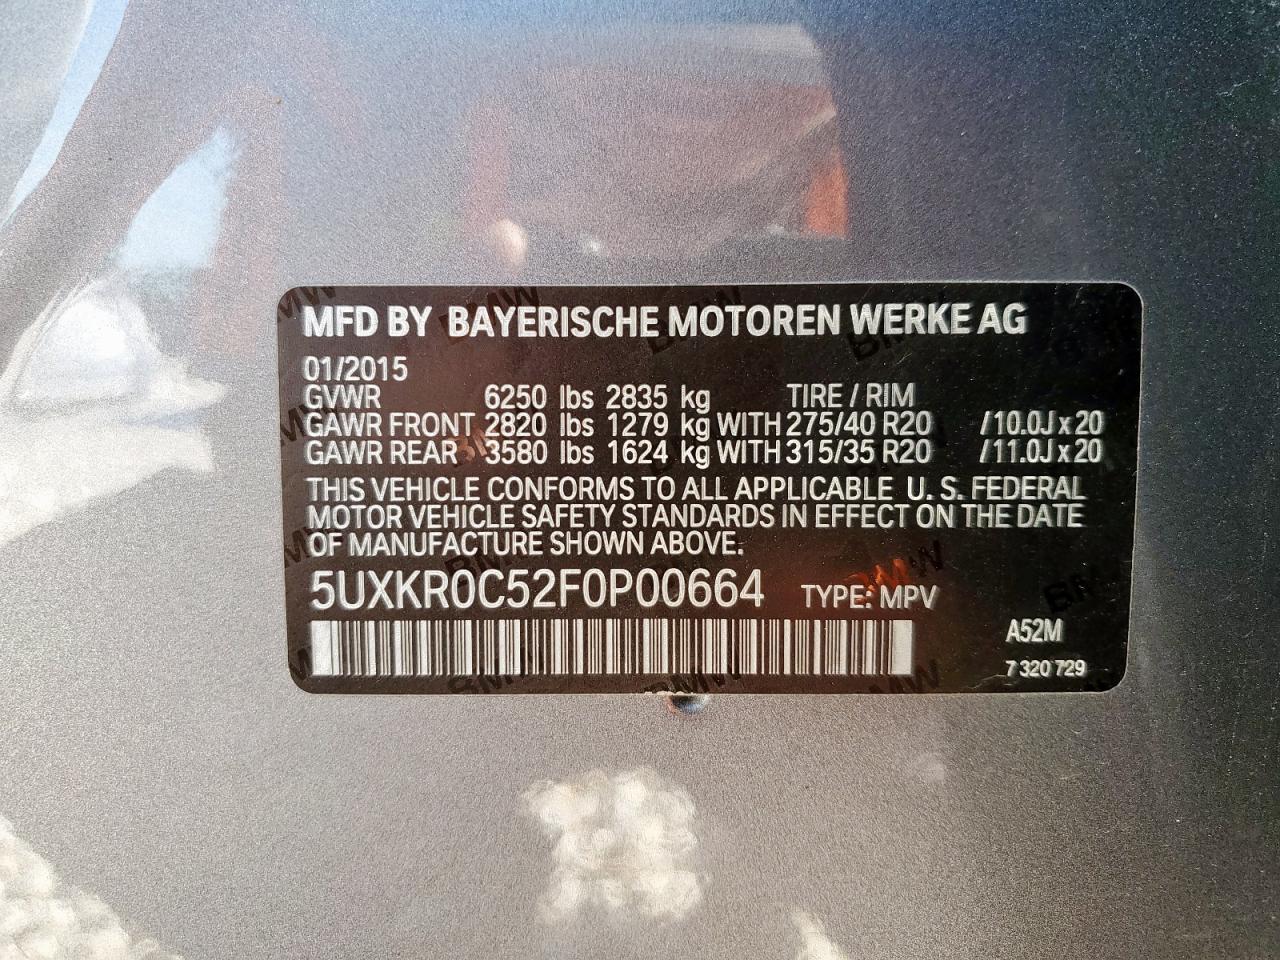 MFD BY BAYERISCHE MOTOREN WERKE AG
01/2015
GVWR 6250 lbs 2835 kg TIRE / RIM
GAWR FRONT 2820 lbs 1279 kg WITH 275/40 R20 /10.0J x 20
GAWR REAR 3580 lbs 1624 kg WITH 315/35 R20 /11.0J x 20
THIS VEHICLE CONFORMS TO ALL APPLICABLE U. S. FEDERAL
MOTOR VEHICLE SAFETY STANDARDS IN EFFECT ON THE DATE
OF MANUFACTURE SHOWN ABOVE.
5UXKR0C52F0P00664 TYPE: MPV
A52M
7 320 729